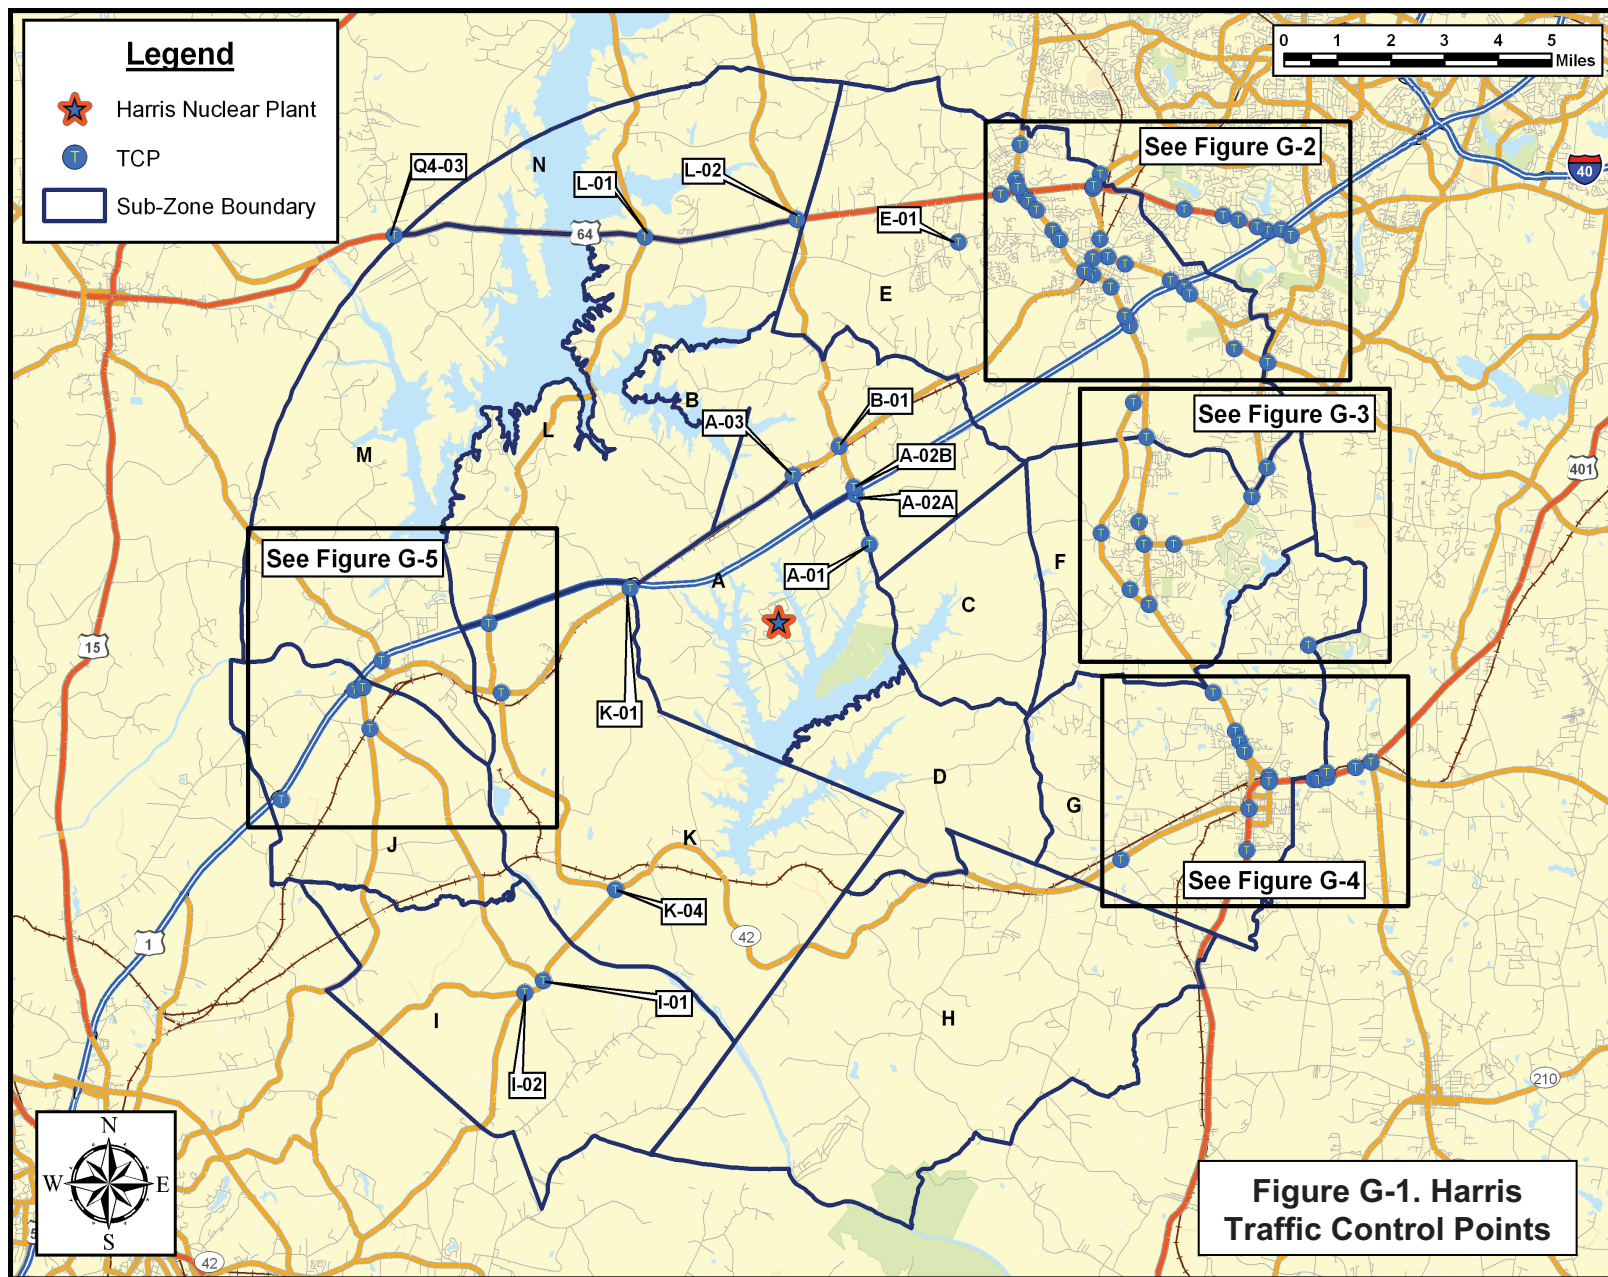 Legend
Harris Nuclear Plant
T TCP
Sub-Zone Boundary
0 1 2 3 4 5
Miles
See Figure G-2
40
Q4-03
N
L-01
L-02
64
E-01
E
B
B-01
A-03
A-02B
A-02A
See Figure G-3
401
M
L
See Figure G-5
A-01
A
F
C
15
K-01
D
G
K
J
See Figure G-4
K-04
42
1
I-01
I
H
I-02
210
N
W E
S
42
Figure G-1. Harris
Traffic Control Points